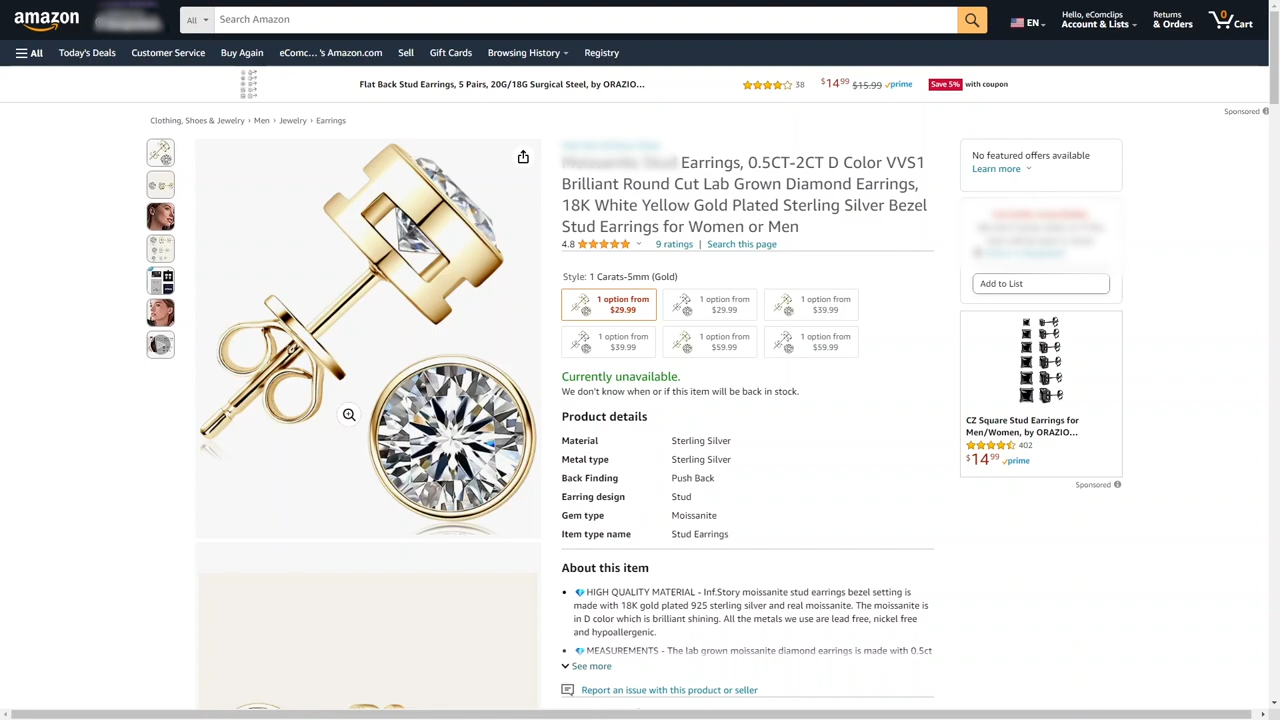 amazon
All
Search Amazon
EN
Hello, eComclips
Account & Lists
Returns
& Orders
0
Cart
All
Today's Deals
Customer Service
Buy Again
eComc... 's Amazon.com
Sell
Gift Cards
Browsing History
Registry
Flat Back Stud Earrings, 5 Pairs, 20G/18G Surgical Steel, by ORAZIO...
38
$14.99 $15.99 prime
Save 5% with coupon
Sponsored
Clothing, Shoes & Jewelry › Men › Jewelry › Earrings
Earrings, 0.5CT-2CT D Color VVS1
Brilliant Round Cut Lab Grown Diamond Earrings,
18K White Yellow Gold Plated Sterling Silver Bezel
Stud Earrings for Women or Men
4.8
9 ratings | Search this page
Style: 1 Carats-5mm (Gold)
1 option from
$29.99
1 option from
$29.99
1 option from
$39.99
1 option from
$39.99
1 option from
$59.99
1 option from
$59.99
Currently unavailable.
We don't know when or if this item will be back in stock.
Product details
Material Sterling Silver
Metal type Sterling Silver
Back Finding Push Back
Earring design Stud
Gem type Moissanite
Item type name Stud Earrings
About this item
HIGH QUALITY MATERIAL - Inf.Story moissanite stud earrings bezel setting is
made with 18K gold plated 925 sterling silver and real moissanite. The moissanite is
in D color which is brilliant shining. All the metals we use are lead free, nickel free
and hypoallergenic.
MEASUREMENTS - The lab grown moissanite diamond earrings is made with 0.5ct
See more
Report an issue with this product or seller
No featured offers available
Learn more
Add to List
CZ Square Stud Earrings for
Men/Women, by ORAZIO...
402
$14.99 prime
Sponsored